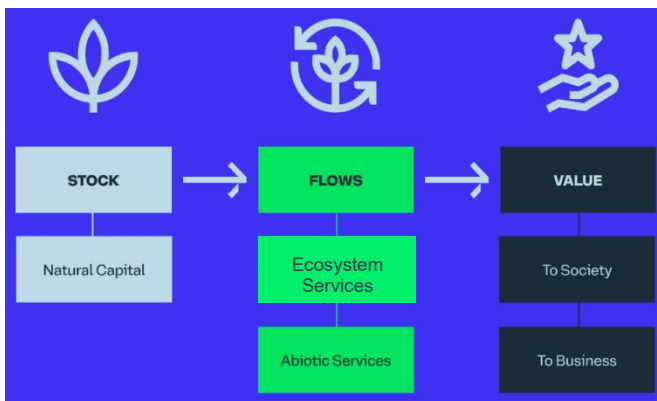 STOCK
FLOWS
VALUE
Natural Capital
Ecosystem
Services
To Society
Abiotic Services
To Business